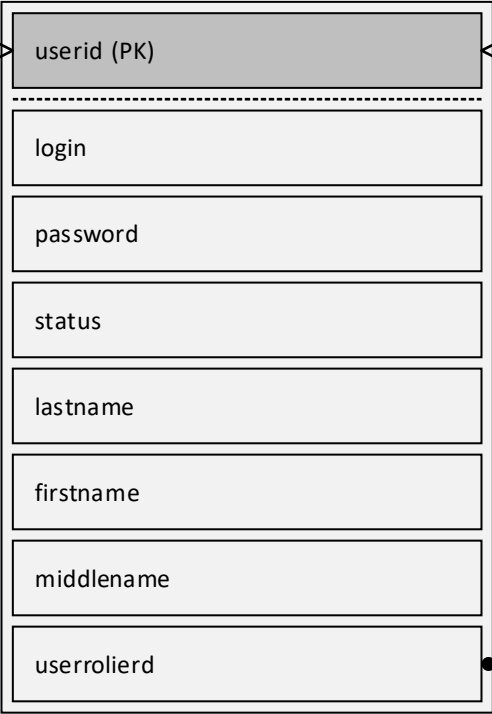 userid (PK)
login
password
status
lastname
firstname
middlename
userrolierd